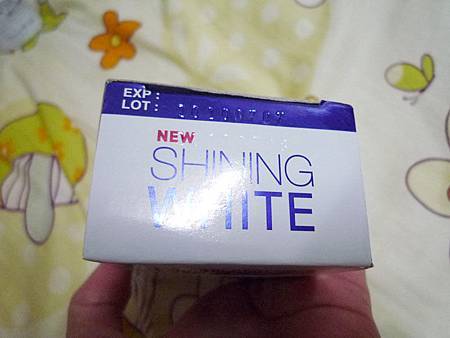 EXP :
LOT :
NEW
SHINING
WHITE